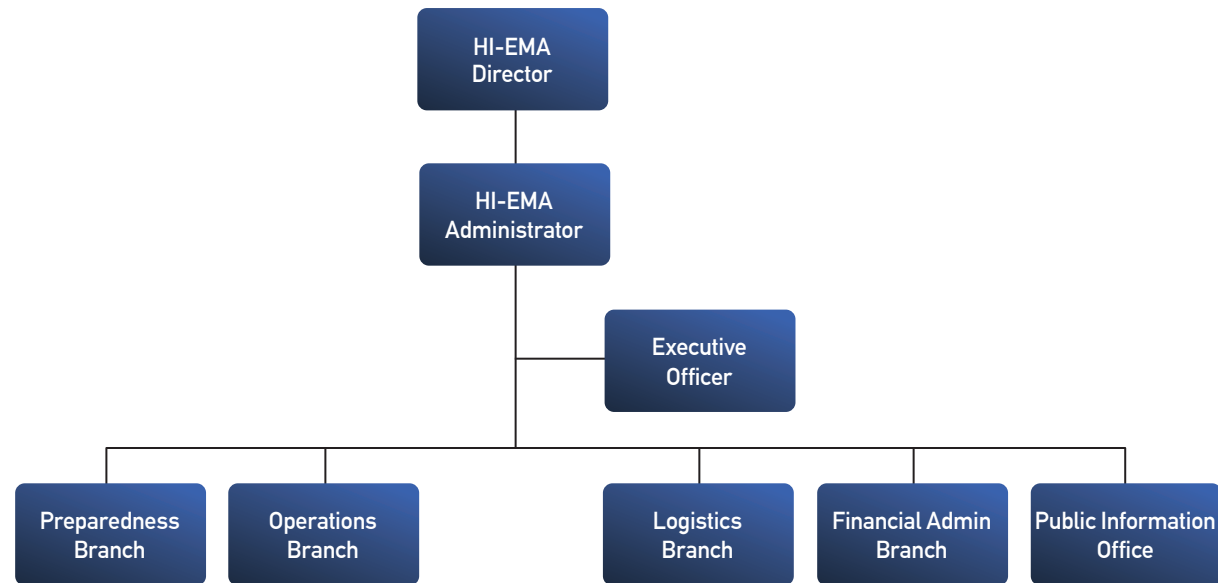 HI-EMA
Director
HI-EMA
Administrator
Executive
Officer
Preparedness
Branch
Operations
Branch
Logistics
Branch
Financial Admin
Branch
Public Information
Office